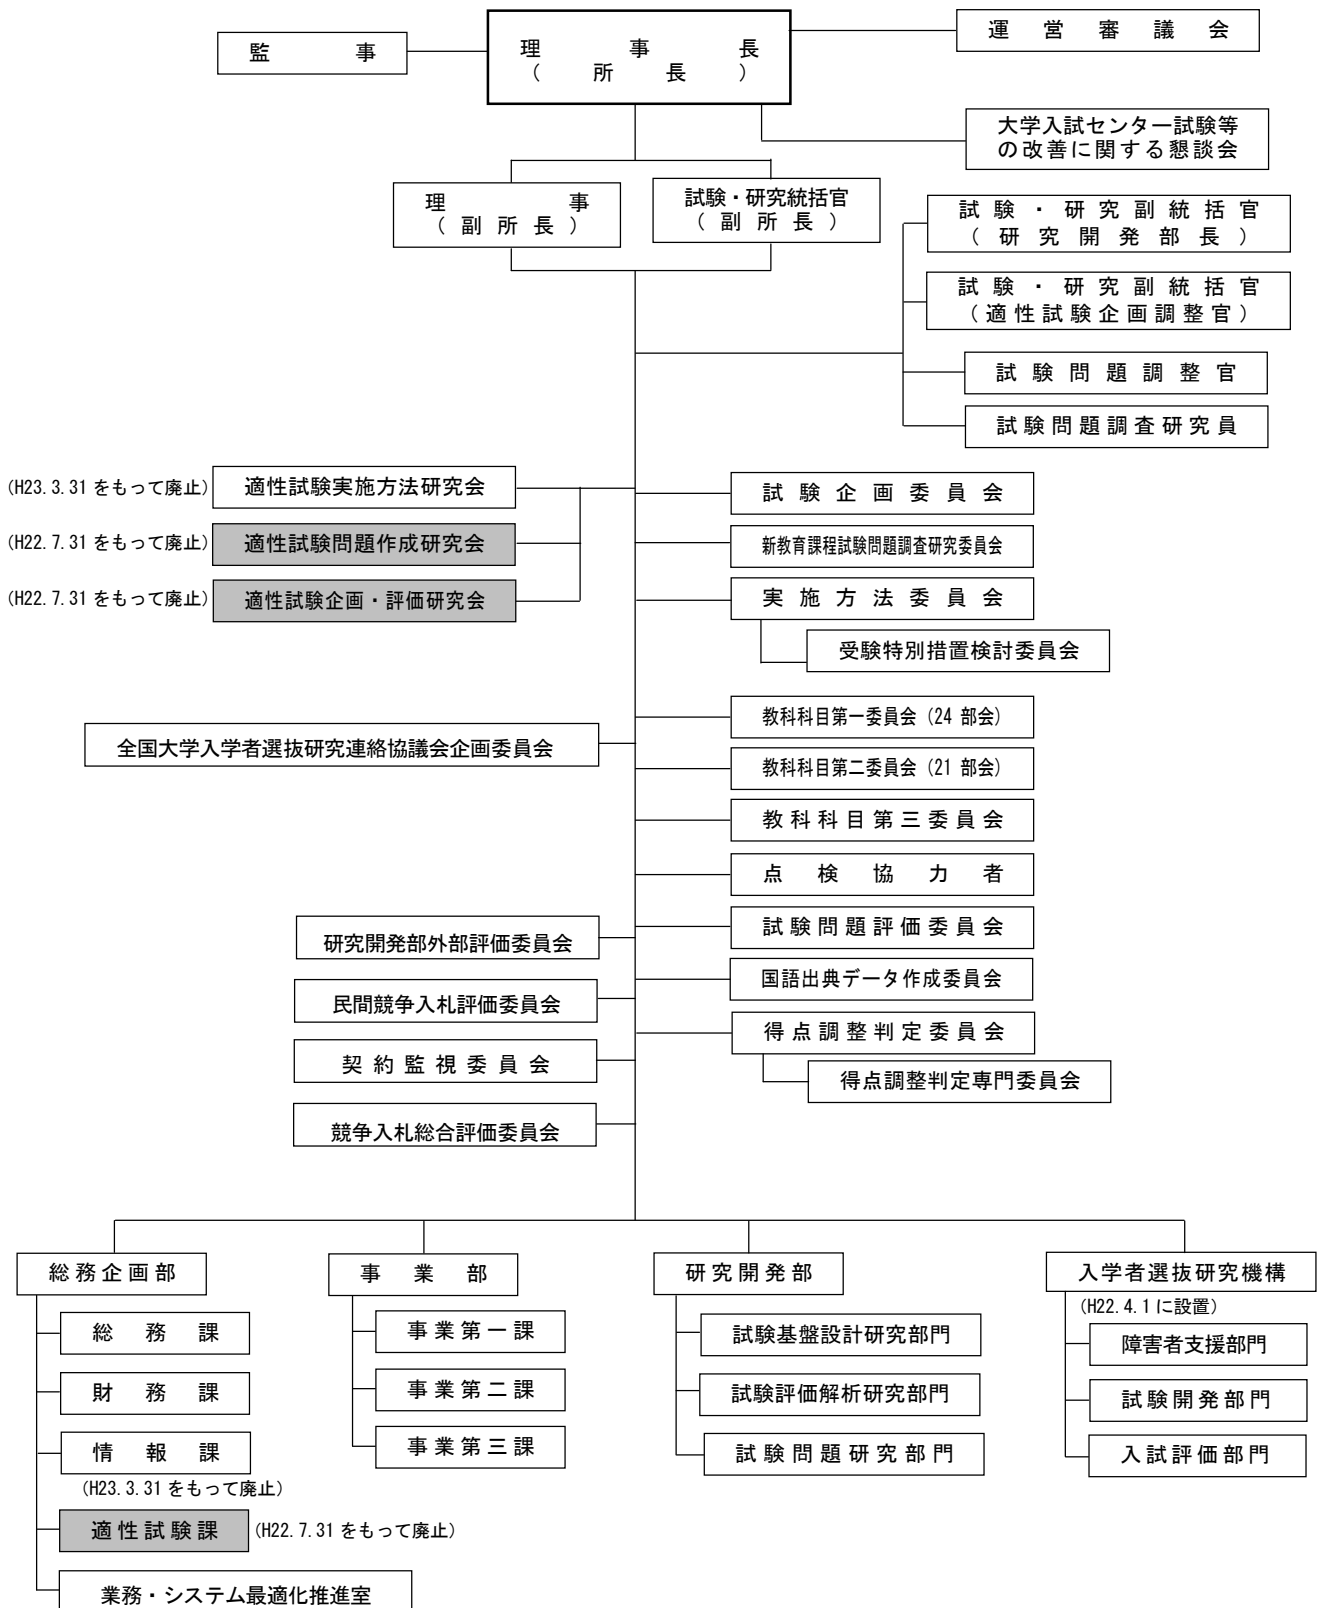 監事
理事長
（所長）
運営審議会
大学入試センター試験等
の改善に関する懇談会
理事
（副所長）
試験・研究統括官
（副所長）
試験・研究副統括官
（研究開発部長）
試験・研究副統括官
（適性試験企画調整官）
試験問題調整官
試験問題調査研究員
(H23.3.31をもって廃止)
適性試験実施方法研究会
(H22.7.31をもって廃止)
適性試験問題作成研究会
(H22.7.31をもって廃止)
適性試験企画・評価研究会
試験企画委員会
新教育課程試験問題調査研究委員会
実施方法委員会
受験特別措置検討委員会
教科科目第一委員会（24部会）
全国大学入学者選抜研究連絡協議会企画委員会
教科科目第二委員会（21部会）
教科科目第三委員会
点検協力者
試験問題評価委員会
研究開発部外部評価委員会
国語出典データ作成委員会
民間競争入札評価委員会
得点調整判定委員会
契約監視委員会
得点調整判定専門委員会
競争入札総合評価委員会
総務企画部
総務課
財務課
情報課
(H23.3.31をもって廃止)
適性試験課
(H22.7.31をもって廃止)
業務・システム最適化推進室
事業部
事業第一課
事業第二課
事業第三課
研究開発部
試験基盤設計研究部門
試験評価解析研究部門
試験問題研究部門
入学者選抜研究機構
(H22.4.1に設置)
障害者支援部門
試験開発部門
入試評価部門